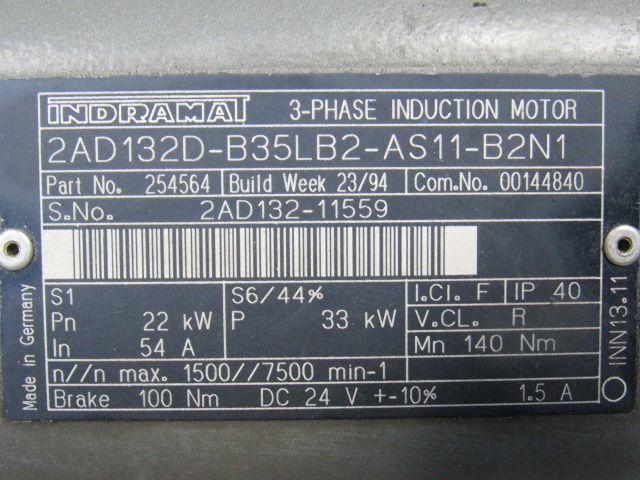 INDRAMAT 3-PHASE INDUCTION MOTOR
2AD132D-B35LB2-AS11-B2N1
Part No. 254564 Build Week 23/94 Com.No. 00144840
S.No. 2AD132-11559
S1 S6/44% I.Cl. F IP 40
Pn 22 kW P 33 kW V.CL. R
In 54 A Mn 140 Nm
n//n max. 1500//7500 min-1
Brake 100 Nm DC 24 V +-10% 1.5 A
Made in Germany
INN13.11